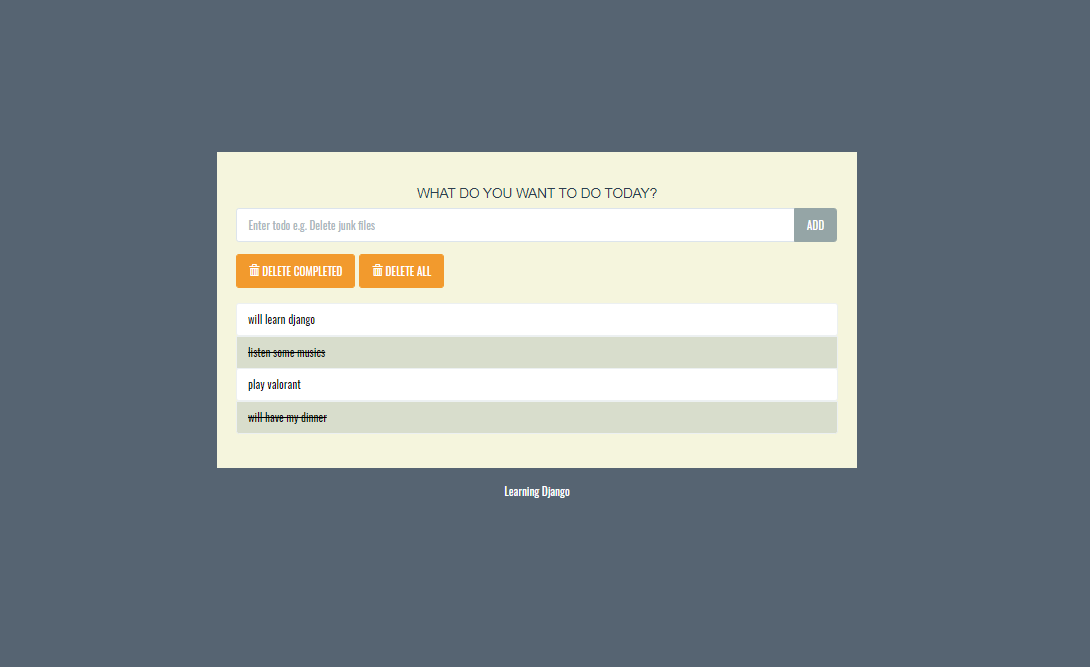 WHAT DO YOU WANT TO DO TODAY?
Enter todo e.g. Delete junk files
ADD
DELETE COMPLETED
DELETE ALL
will learn django
listen some musics
play valorant
will have my dinner
Learning Django